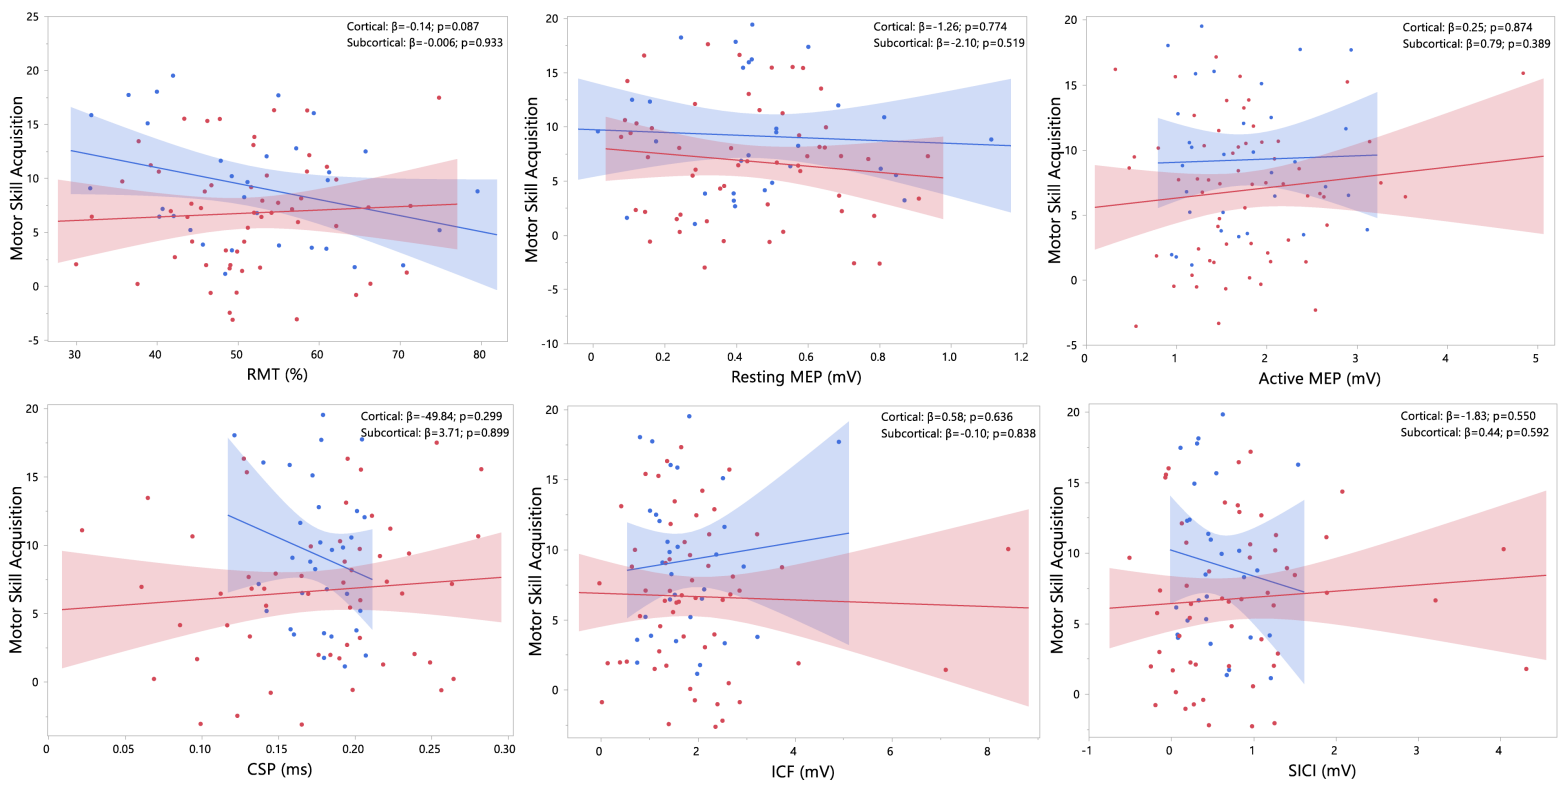 Cortical: β=-0.14; p=0.087
Subcortical: β=-0.006; p=0.933
Motor Skill Acquisition
25
20
15
10
5
0
-5
30 40 50 60 70 80
RMT (%)
Cortical: β=-1.26; p=0.774
Subcortical: β=-2.10; p=0.519
Motor Skill Acquisition
20
15
10
5
0
-5
-10
0 0.2 0.4 0.6 0.8 1.0 1.2
Resting MEP (mV)
Cortical: β=0.25; p=0.874
Subcortical: β=0.79; p=0.389
Motor Skill Acquisition
20
15
10
5
0
-5
0 1 2 3 4 5
Active MEP (mV)
Cortical: β=-49.84; p=0.299
Subcortical: β=3.71; p=0.899
Motor Skill Acquisition
20
15
10
5
0
0 0.05 0.10 0.15 0.20 0.25 0.30
CSP (ms)
Cortical: β=0.58; p=0.636
Subcortical: β=-0.10; p=0.838
Motor Skill Acquisition
20
15
10
5
0
0 2 4 6 8
ICF (mV)
Cortical: β=-1.83; p=0.550
Subcortical: β=0.44; p=0.592
Motor Skill Acquisition
20
15
10
5
0
-1 0 1 2 3 4
SICI (mV)